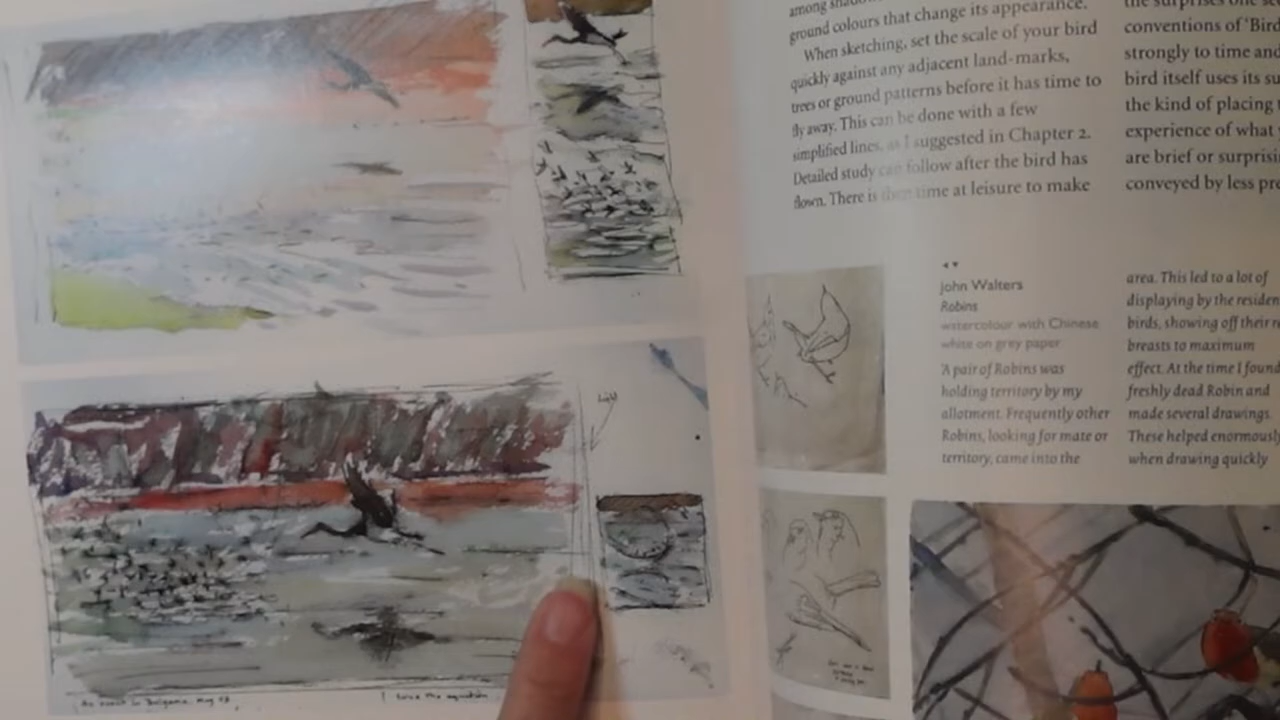 among
ground colours that change its appearance.
When sketching, set the scale of your bird
quickly against any adjacent land-marks,
trees or ground patterns before it has time to
fly away. This can be done with a few
simplified lines, as I suggested in Chapter 2.
Detailed study can follow after the bird has
flown. There is then time at leisure to make
the surprises one
conventions of 'Bird
strongly to time and
bird itself uses its
the kind of placing
experience of what
are brief or
conveyed by less
John Walters
Robins
watercolour with Chinese
white on grey paper
'A pair of Robins was
holding territory by my
allotment. Frequently other
Robins, looking for mate or
territory, came into the
area. This led to a lot of
displaying by the
birds, showing off their
breasts to maximum
effect. At the time I found
freshly dead Robin and
made several drawings.
These helped enormously
when drawing quickly